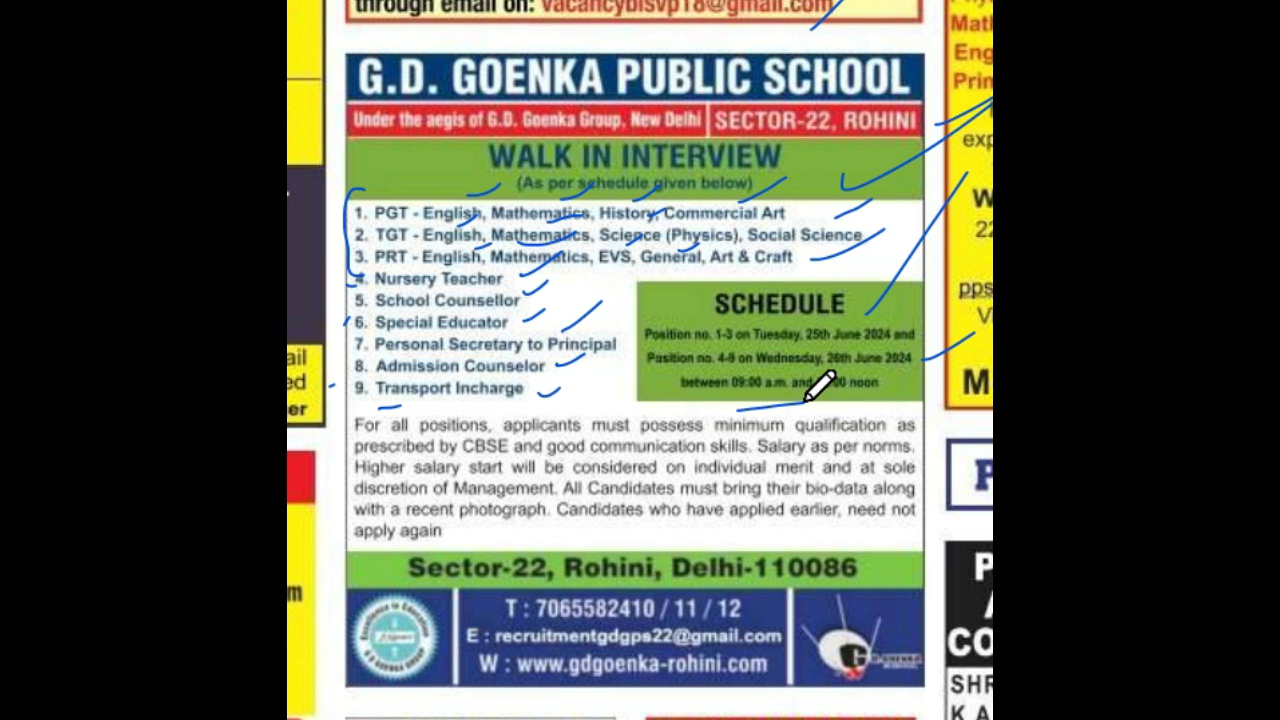 through email on: vacancybisvp18@gmail.com
G.D. GOENKA PUBLIC SCHOOL
Under the aegis of G.D. Goenka Group, New Delhi SECTOR-22, ROHINI
WALK IN INTERVIEW
(As per schedule given below)
1. PGT - English, Mathematics, History, Commercial Art
2. TGT - English, Mathematics, Science (Physics), Social Science
3. PRT - English, Mathematics, EVS, General, Art & Craft
4. Nursery Teacher
5. School Counsellor
6. Special Educator
7. Personal Secretary to Principal
8. Admission Counselor
9. Transport Incharge
SCHEDULE
Position no. 1-3 on Tuesday, 25th June 2024 and
Position no. 4-9 on Wednesday, 26th June 2024
between 09:00 a.m. and noon
For all positions, applicants must possess minimum qualification as
prescribed by CBSE and good communication skills. Salary as per norms.
Higher salary start will be considered on individual merit and at sole
discretion of Management. All Candidates must bring their bio-data along
with a recent photograph. Candidates who have applied earlier, need not
apply again
Sector-22, Rohini, Delhi-110086
T : 7065582410 / 11 / 12
E : recruitmentgdgps22@gmail.com
W : www.gdgoenka-rohini.com